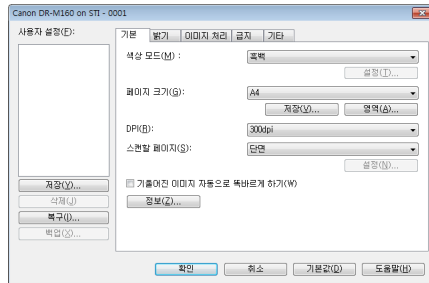 Canon DR-M160 on STI - 0001
사용자 설정(F):
기본 밝기 이미지 처리 급지 기타
색상 모드(M) : 흑백
설정(T)...
페이지 크기(G): A4
저장(V)... 영역(A)...
DPI(R): 300dpi
스캔할 페이지(S): 단면
설정(N)...
기울어진 이미지 자동으로 똑바르게 하기(W)
저장(Y)...
정보(Z)...
삭제(J)
복구(I)...
백업(X)...
확인 취소 기본값(D) 도움말(H)